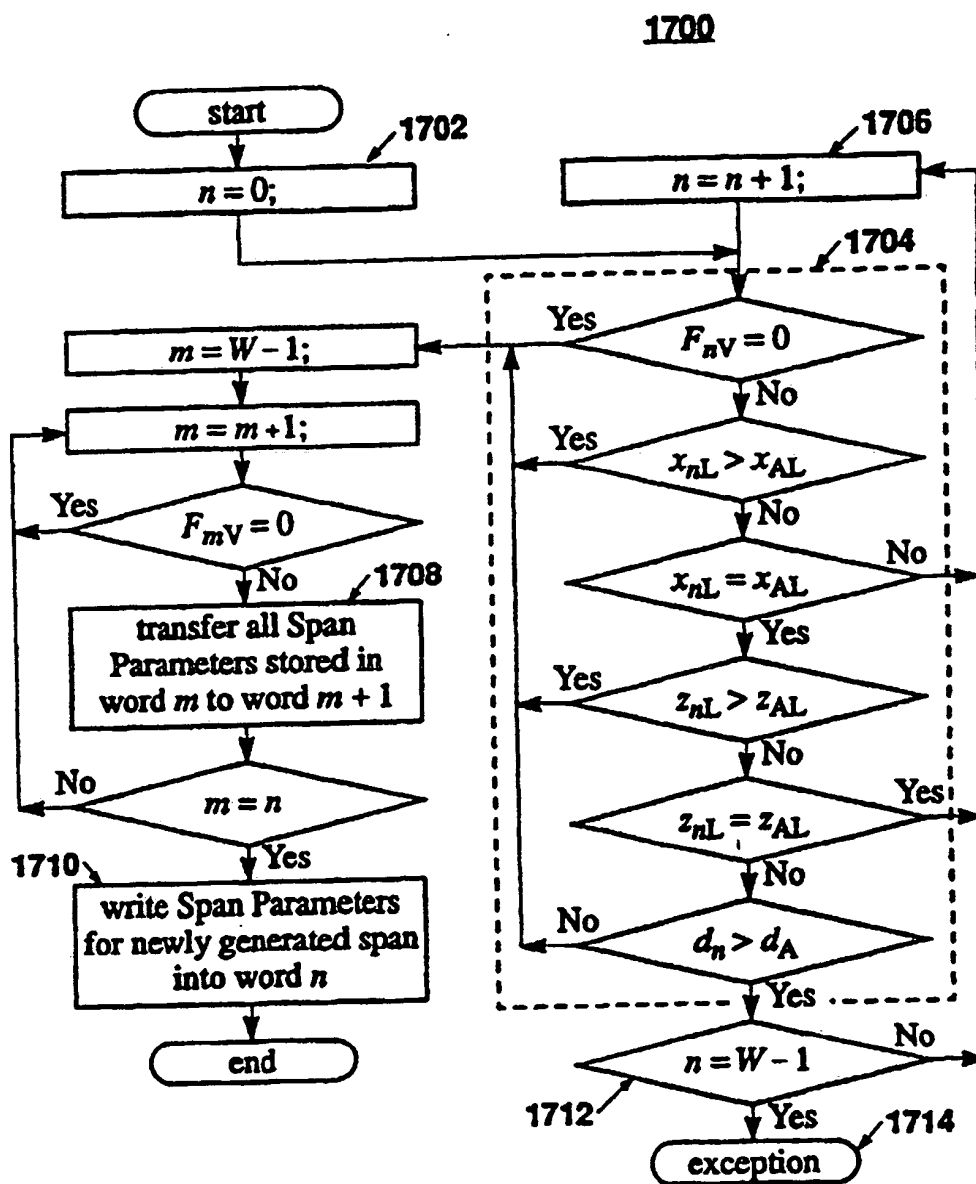 1700
start
1702
n = 0;
1706
n = n + 1;
1704
Yes
F_nV = 0
No
m = W - 1;
m = m + 1;
Yes
x_nL > x_AL
No
Yes
F_mV = 0
No
x_nL = x_AL
No
Yes
1708
transfer all Span
Parameters stored in
word m to word m + 1
Yes
z_nL > z_AL
No
No
m = n
Yes
z_nL = z_AL
Yes
No
1710
write Span Parameters
for newly generated span
into word n
No
d_n > d_A
Yes
end
n = W - 1
No
1712
Yes
1714
exception